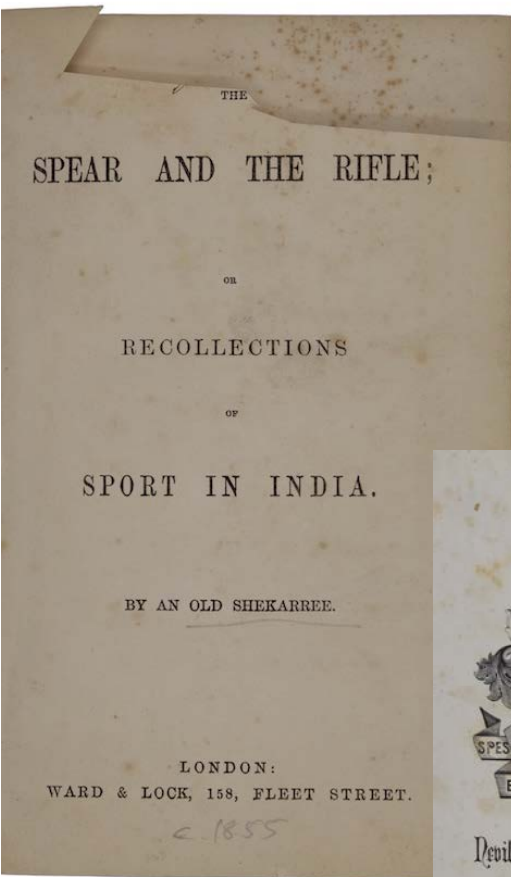 THE
SPEAR AND THE RIFLE;
OR
RECOLLECTIONS
OF
SPORT IN INDIA.
BY AN OLD SHEKARREE.
LONDON:
WARD & LOCK, 158, FLEET STREET.
c. 1855
SPES